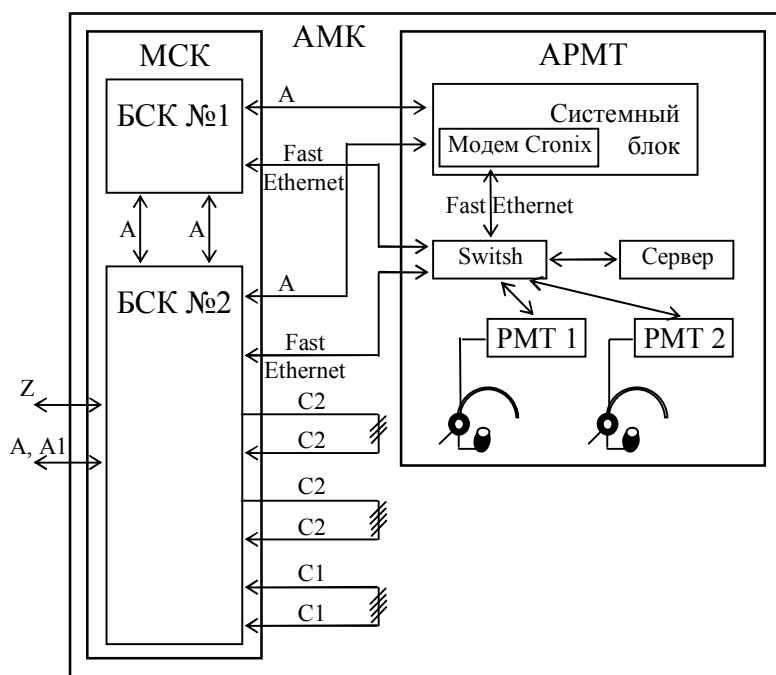 АМК
МСК
АРМТ
БСК №1
А
Системный
блок
Модем Cronix
Fast
Ethernet
Fast Ethernet
А
А
Switsh
Сервер
БСК №2
А
РМТ 1
РМТ 2
Fast
Ethernet
Z
С2
А, А1
С2
С2
С2
С1
С1